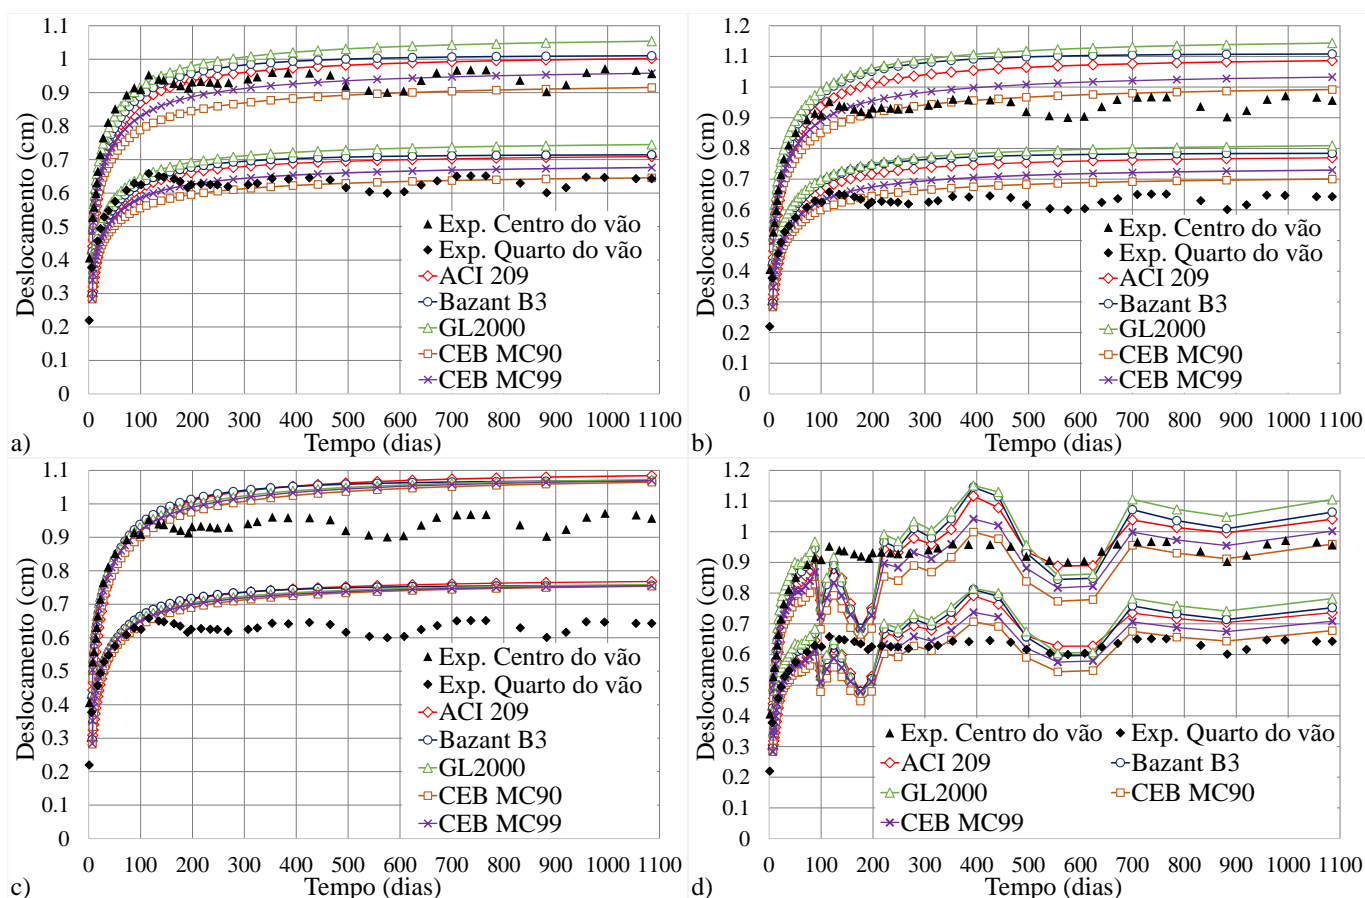 1.1
1
0.9
0.8
0.7
0.6
0.5
0.4
0.3
0.2
0.1
0
Deslocamento (cm)
Exp. Centro do vão
Exp. Quarto do vão
ACI 209
Bazant B3
GL2000
CEB MC90
CEB MC99
0 100 200 300 400 500 600 700 800 900 1000 1100
Tempo (dias)
a)
1.2
1.1
1
0.9
0.8
0.7
0.6
0.5
0.4
0.3
0.2
0.1
0
Deslocamento (cm)
Exp. Centro do vão
Exp. Quarto do vão
ACI 209
Bazant B3
GL2000
CEB MC90
CEB MC99
0 100 200 300 400 500 600 700 800 900 1000 1100
Tempo (dias)
b)
1.1
1
0.9
0.8
0.7
0.6
0.5
0.4
0.3
0.2
0.1
0
Deslocamento (cm)
Exp. Centro do vão
Exp. Quarto do vão
ACI 209
Bazant B3
GL2000
CEB MC90
CEB MC99
0 100 200 300 400 500 600 700 800 900 1000 1100
Tempo (dias)
c)
1.2
1.1
1
0.9
0.8
0.7
0.6
0.5
0.4
0.3
0.2
0.1
0
Deslocamento (cm)
Exp. Centro do vão Exp. Quarto do vão
ACI 209 Bazant B3
GL2000 CEB MC90
CEB MC99
0 100 200 300 400 500 600 700 800 900 1000 1100
Tempo (dias)
d)